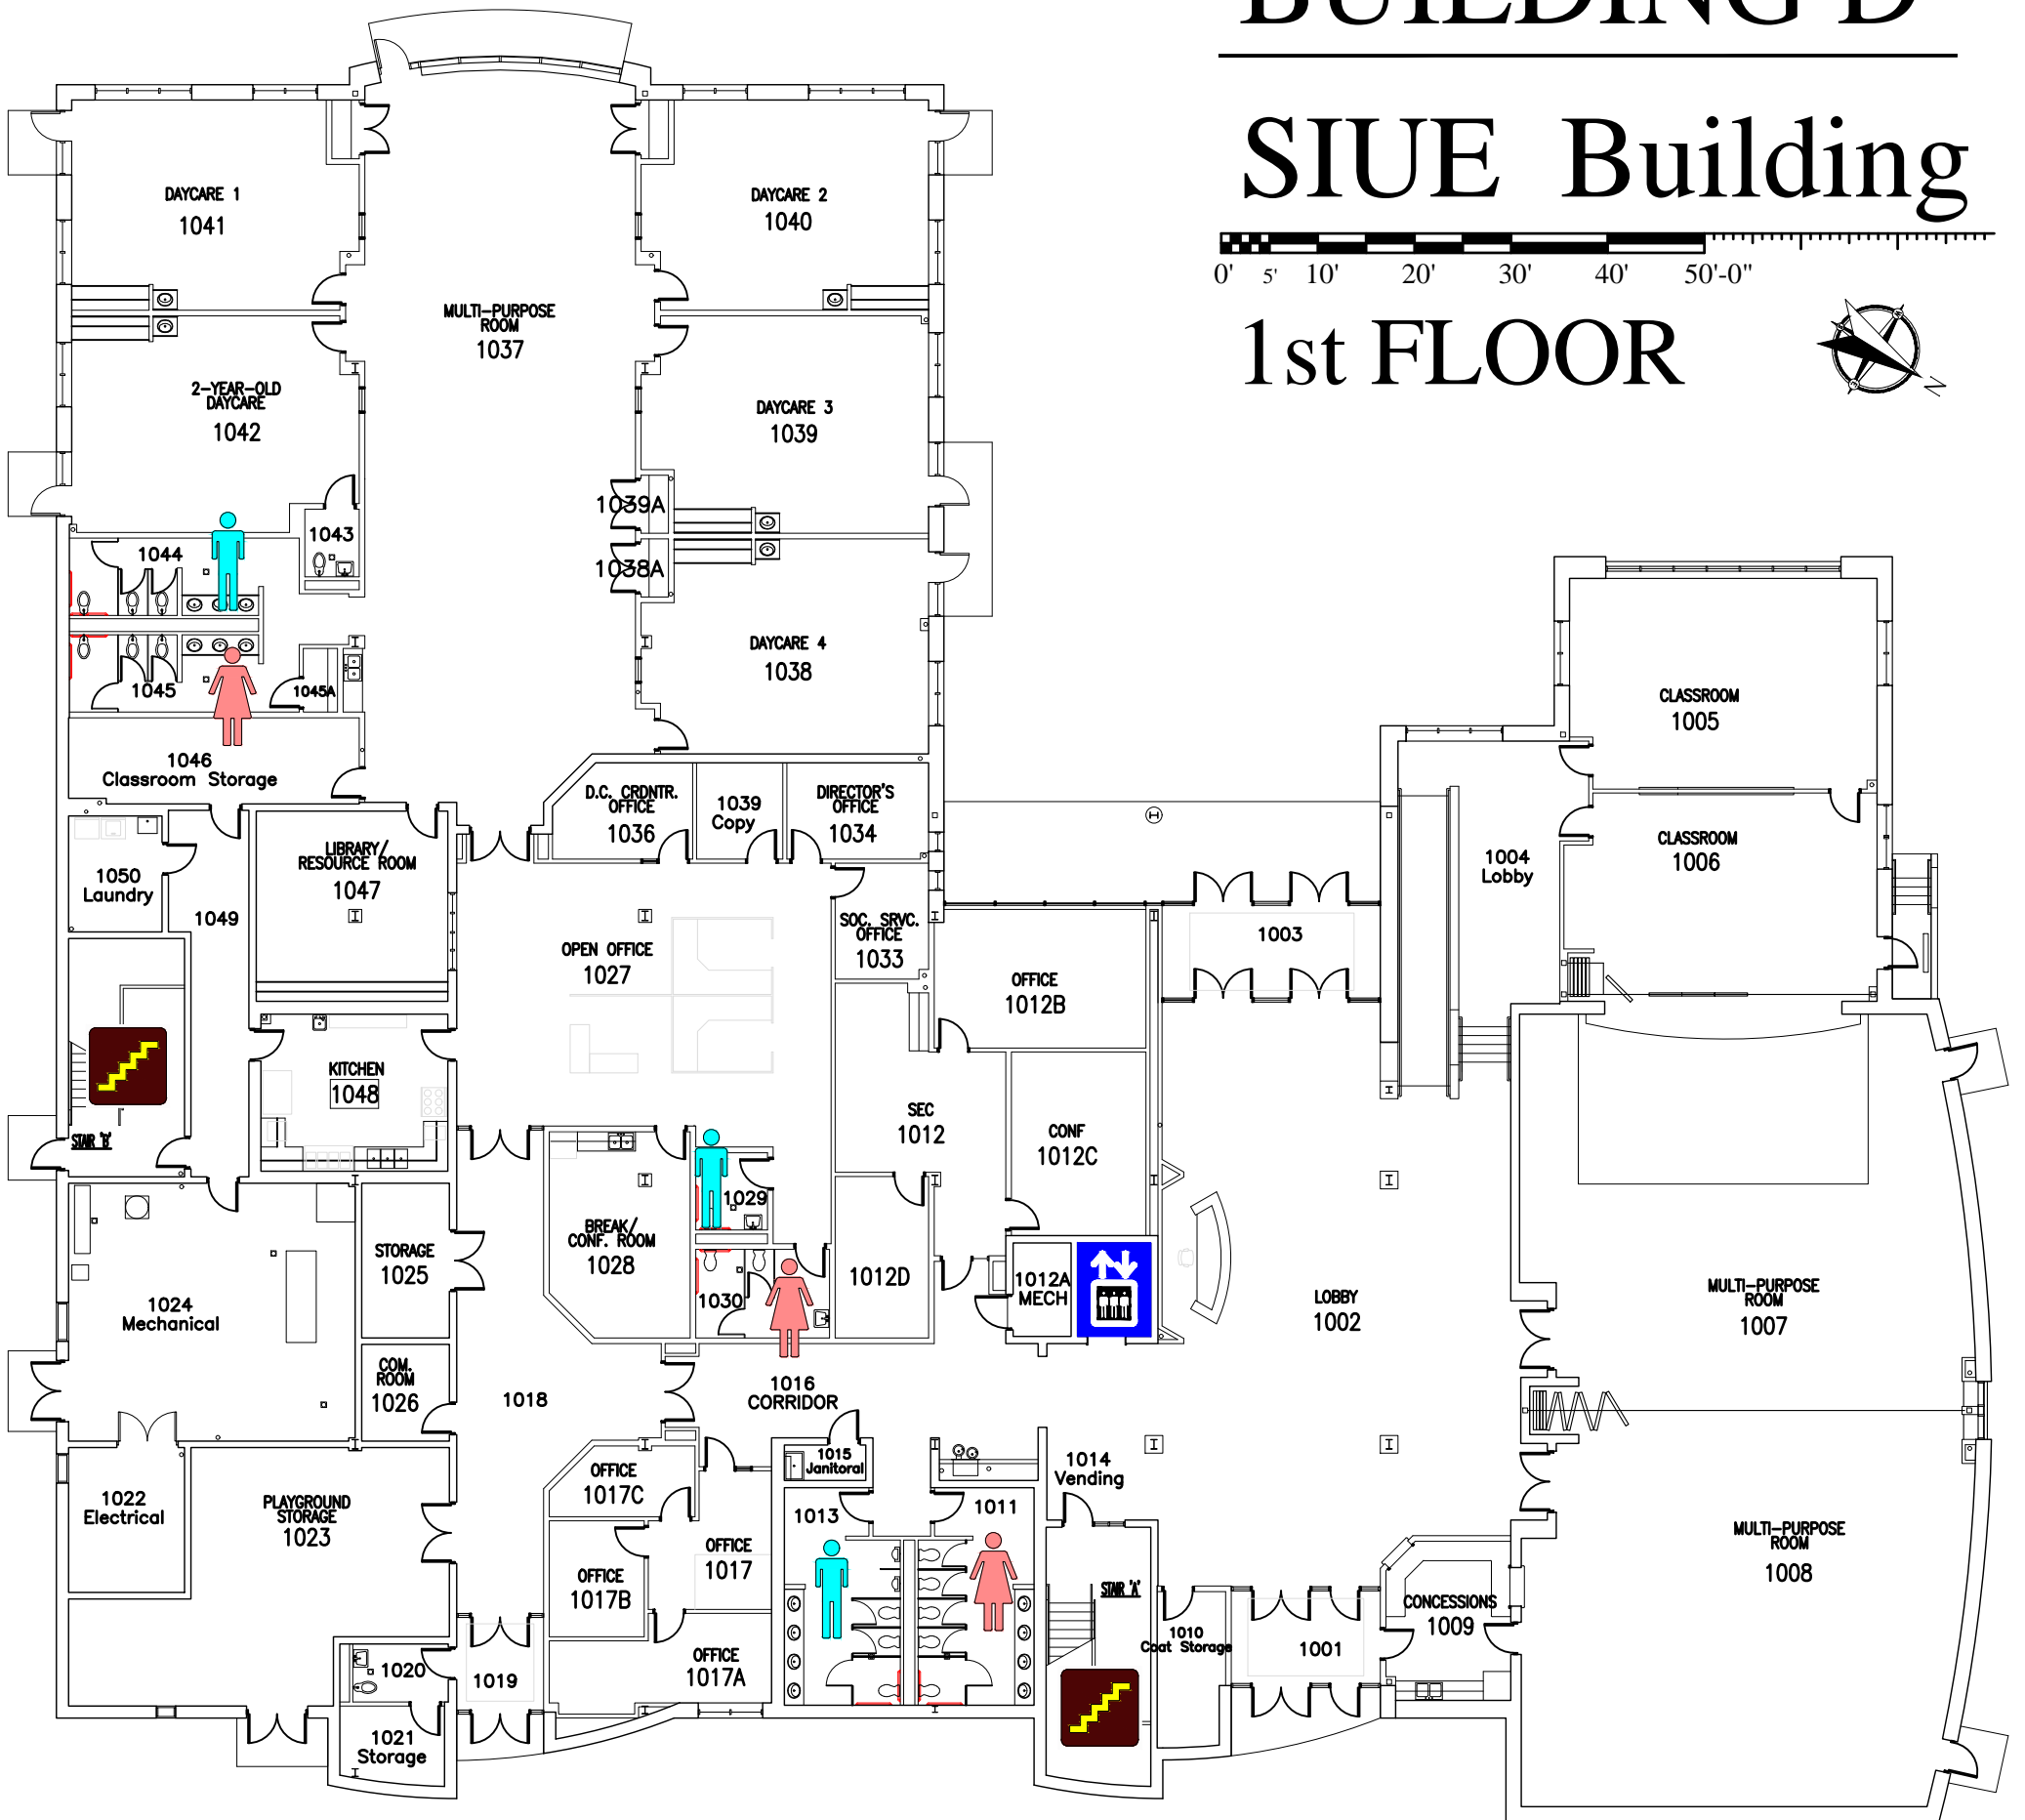 BUILDING D
SIUE Building
0' 5' 10' 20' 30' 40' 50'-0"
1st FLOOR
N
DAYCARE 1
1041
DAYCARE 2
1040
MULTI-PURPOSE
ROOM
1037
2-YEAR-OLD
DAYCARE
1042
DAYCARE 3
1039
1039A
1043
1044
1038A
DAYCARE 4
1038
1045
1045A
1046
Classroom Storage
CLASSROOM
1005
D.C. CRDNTR.
OFFICE
1036
1039
Copy
DIRECTOR'S
OFFICE
1034
CLASSROOM
1006
1004
Lobby
LIBRARY/
RESOURCE ROOM
1047
1050
Laundry
1049
SOC. SRVC.
OFFICE
1033
1003
OPEN OFFICE
1027
OFFICE
1012B
KITCHEN
1048
SEC
1012
CONF
1012C
STAIR 'B'
1029
BREAK/
CONF. ROOM
1028
STORAGE
1025
1012D
1012A
MECH
1030
1024
Mechanical
LOBBY
1002
MULTI-PURPOSE
ROOM
1007
COM.
ROOM
1026
1018
1016
CORRIDOR
1015
Janitoral
1014
Vending
OFFICE
1017C
1022
Electrical
PLAYGROUND
STORAGE
1023
1013
1011
MULTI-PURPOSE
ROOM
1008
OFFICE
1017
OFFICE
1017B
STAIR 'A'
CONCESSIONS
1009
1010
Coat Storage
1001
OFFICE
1017A
1020
1019
1021
Storage